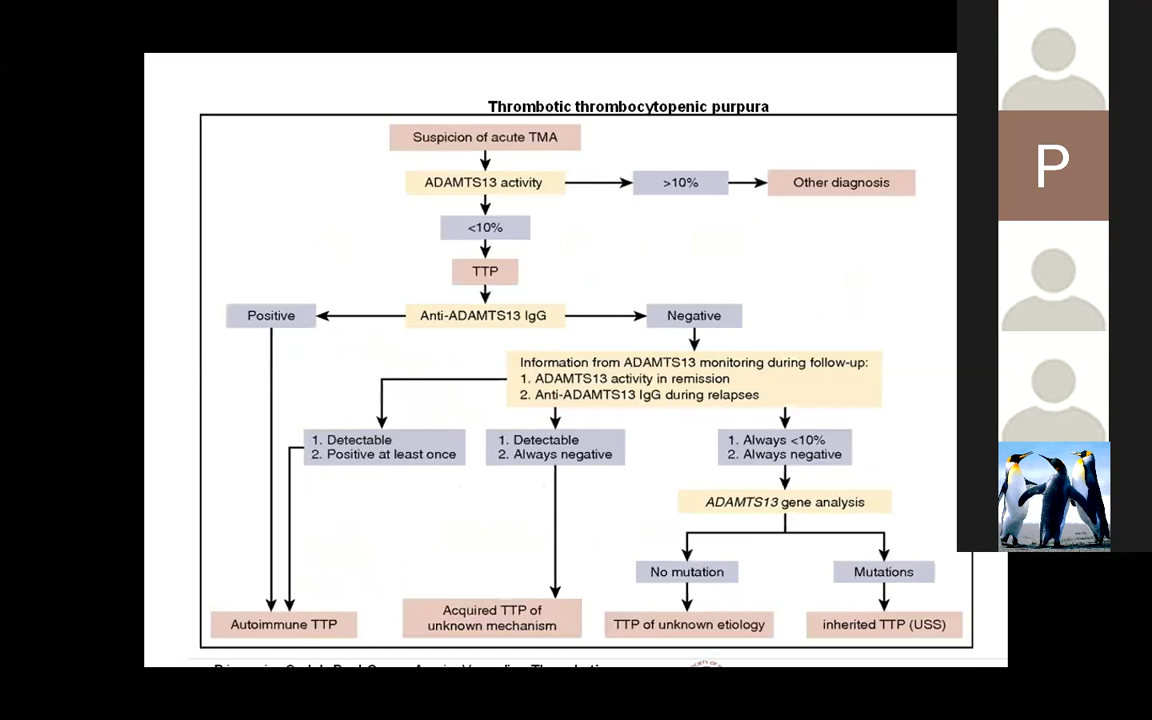 Thrombotic thrombocytopenic purpura
Suspicion of acute TMA
ADAMTS13 activity
>10%
Other diagnosis
<10%
TTP
Positive
Anti-ADAMTS13 IgG
Negative
Information from ADAMTS13 monitoring during follow-up:
1. ADAMTS13 activity in remission
2. Anti-ADAMTS13 IgG during relapses
1. Detectable
2. Positive at least once
1. Detectable
2. Always negative
1. Always <10%
2. Always negative
ADAMTS13 gene analysis
No mutation
Mutations
Autoimmune TTP
Acquired TTP of
unknown mechanism
TTP of unknown etiology
inherited TTP (USS)
P